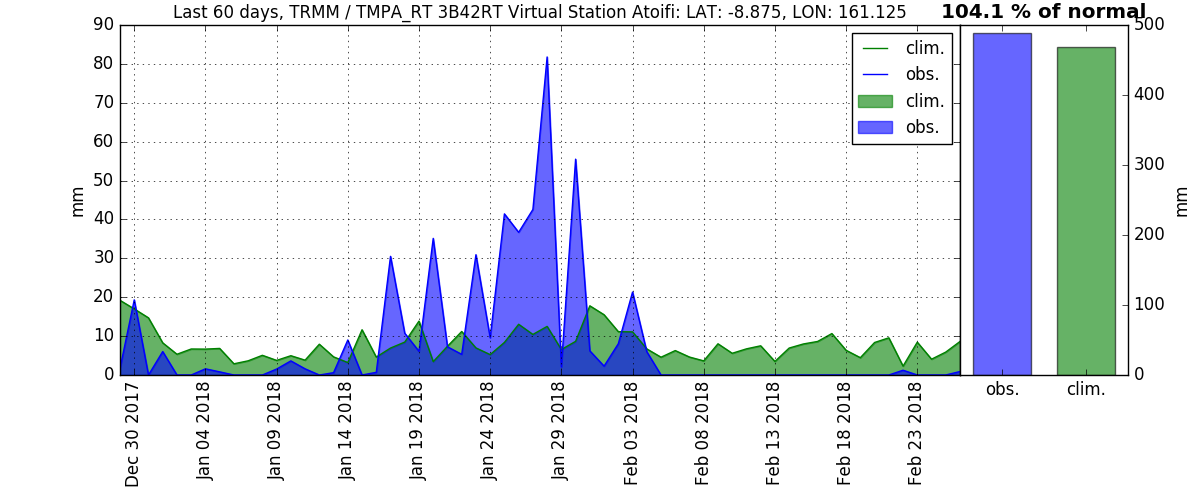 Last 60 days, TRMM / TMPA_RT 3B42RT Virtual Station Atoifi: LAT: -8.875, LON: 161.125
104.1 % of normal
90
80
70
60
50
40
30
20
10
0
mm
clim.
obs.
clim.
obs.
Dec 30 2017
Jan 04 2018
Jan 09 2018
Jan 14 2018
Jan 19 2018
Jan 24 2018
Jan 29 2018
Feb 03 2018
Feb 08 2018
Feb 13 2018
Feb 18 2018
Feb 23 2018
500
400
300
200
100
0
mm
obs.
clim.